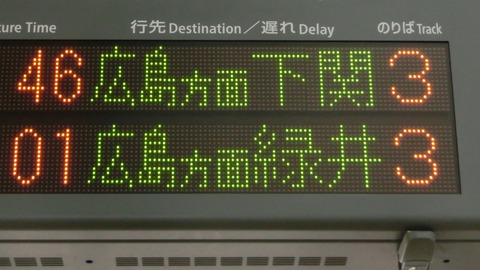 ure Time 行先 Destination／遅れ Delay のりば Track
46 広島方面 下関 3
01 広島方面 緑井 3